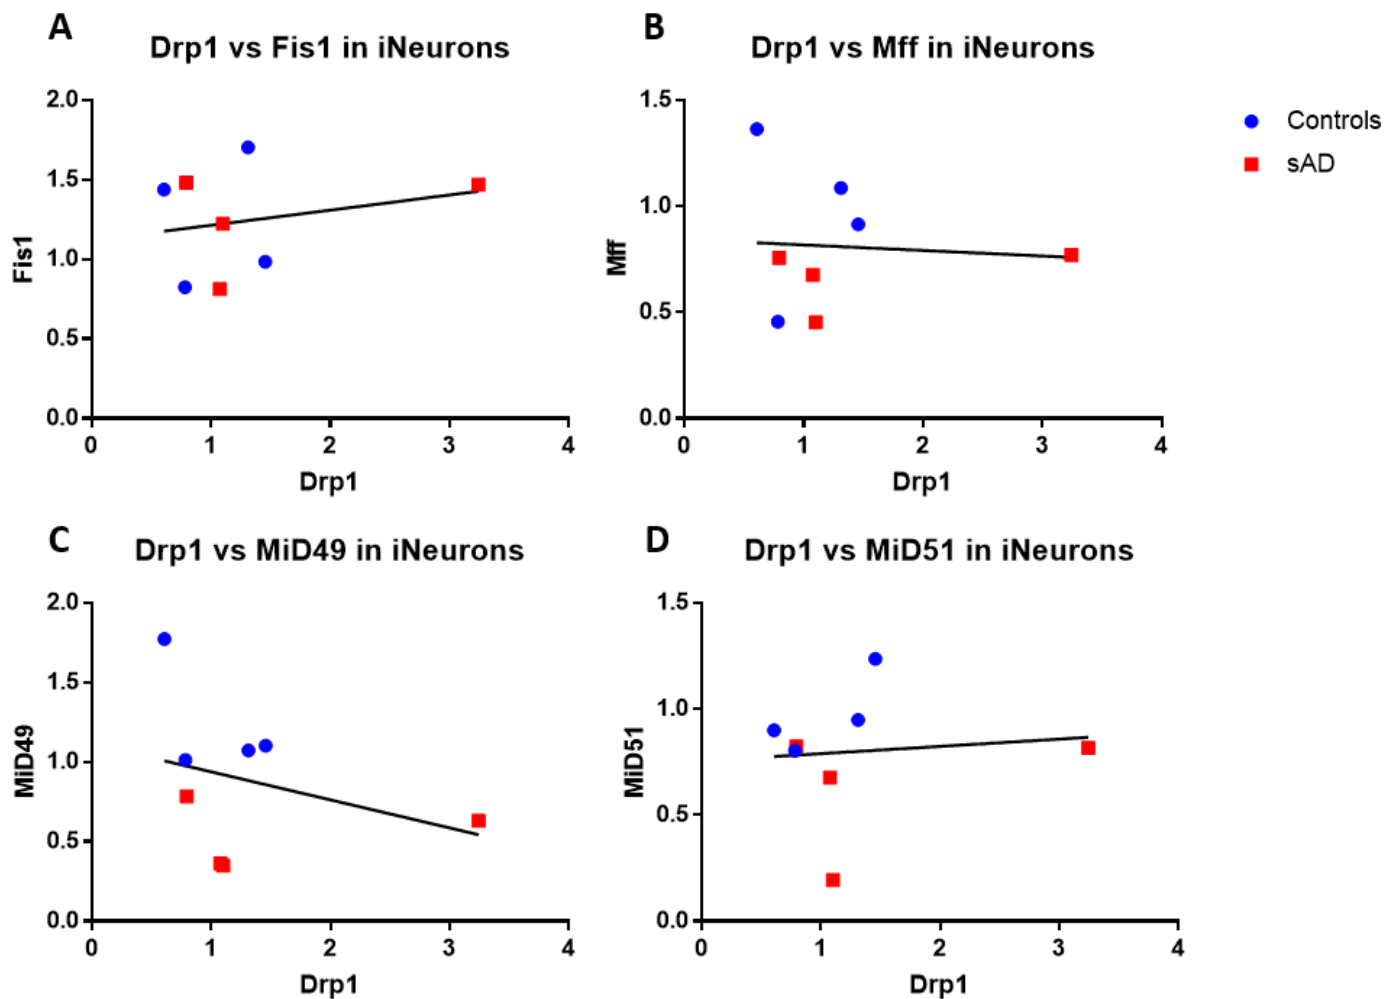 A
Drp1 vs Fis1 in iNeurons
2.0
1.5
1.0
0.5
0.0
Fis1
0 1 2 3 4
Drp1
B
Drp1 vs Mff in iNeurons
1.5
1.0
0.5
0.0
Mff
0 1 2 3 4
Drp1
Controls
sAD
C
Drp1 vs MiD49 in iNeurons
2.0
1.5
1.0
0.5
0.0
MiD49
0 1 2 3 4
Drp1
D
Drp1 vs MiD51 in iNeurons
1.5
1.0
0.5
0.0
MiD51
0 1 2 3 4
Drp1